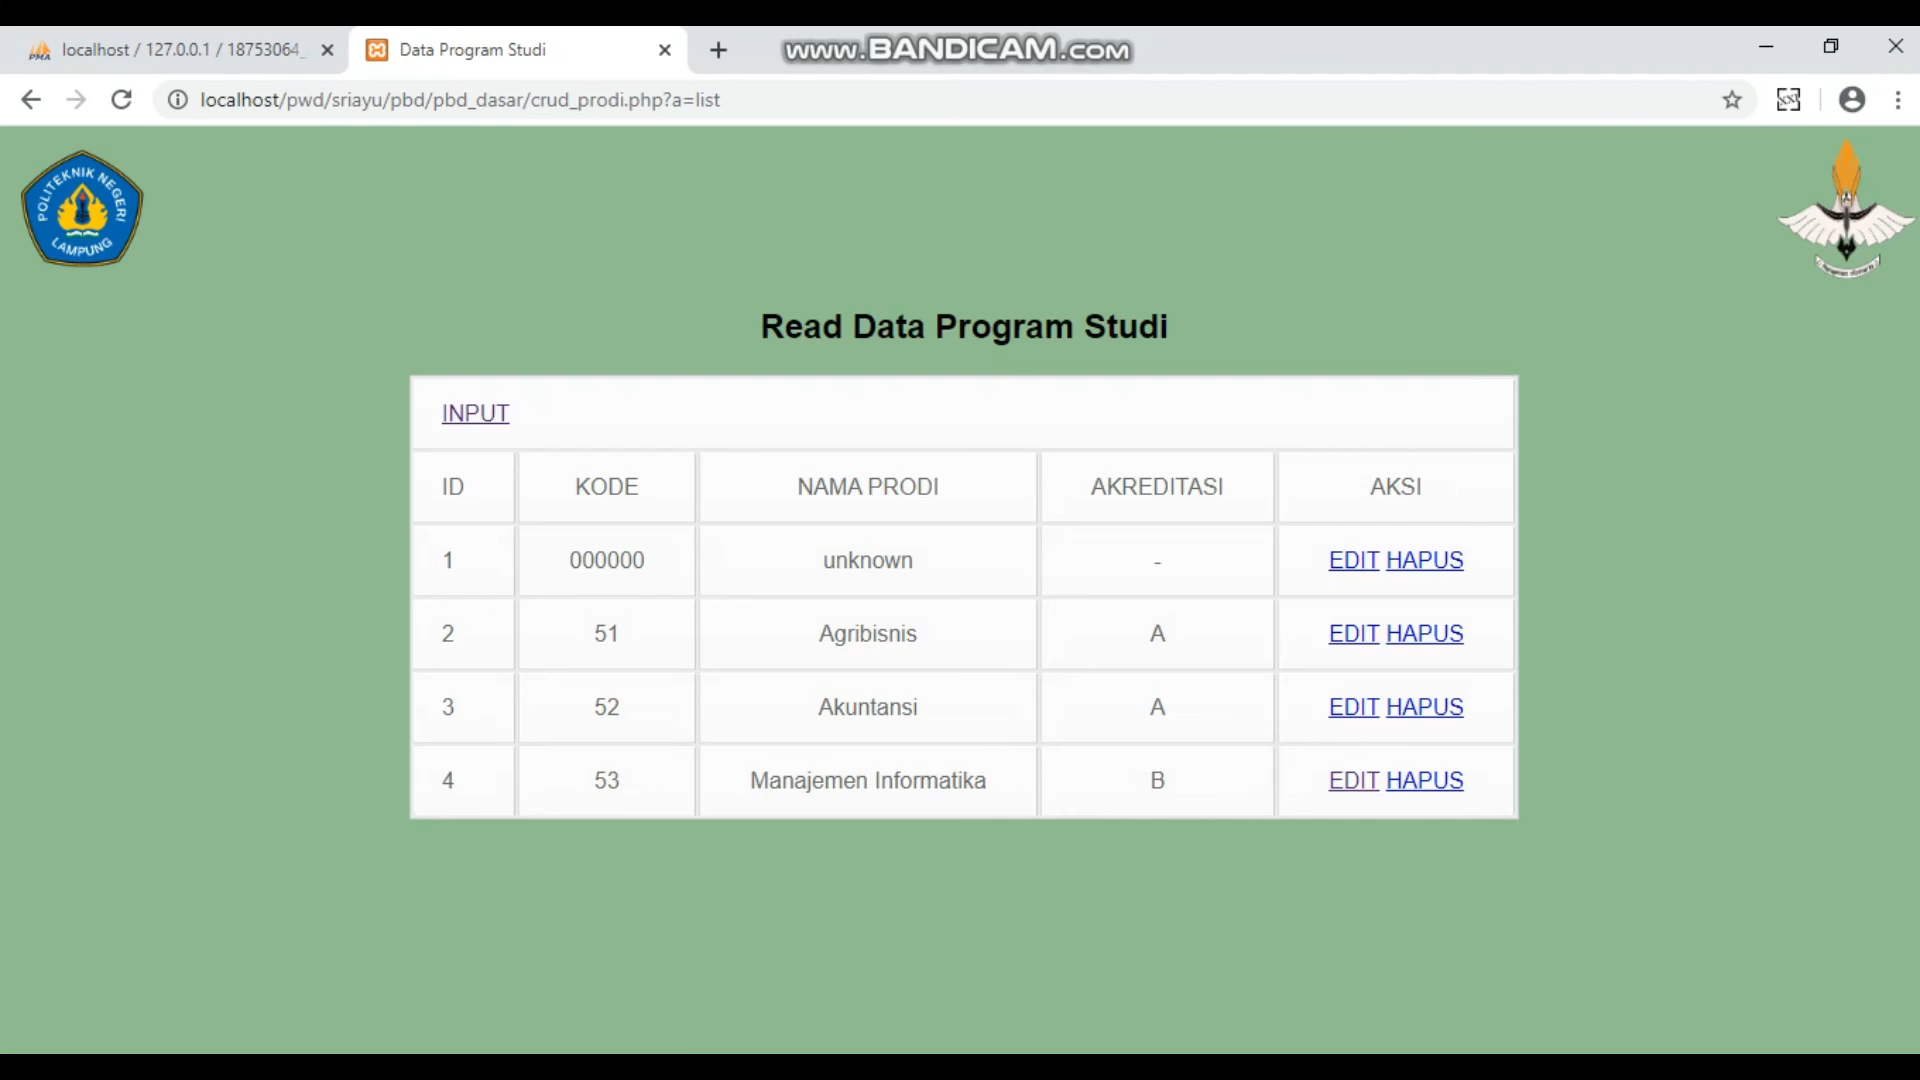 PMA localhost / 127.0.0.1 / 18753064_
Data Program Studi
www.BANDICAM.com
localhost/pwd/sriayu/pbd/pbd_dasar/crud_prodi.php?a=list
POLITEKNIK NEGERI
LAMPUNG
Read Data Program Studi
INPUT
ID KODE NAMA PRODI AKREDITASI AKSI
1 000000 unknown - EDIT HAPUS
2 51 Agribisnis A EDIT HAPUS
3 52 Akuntansi A EDIT HAPUS
4 53 Manajemen Informatika B EDIT HAPUS